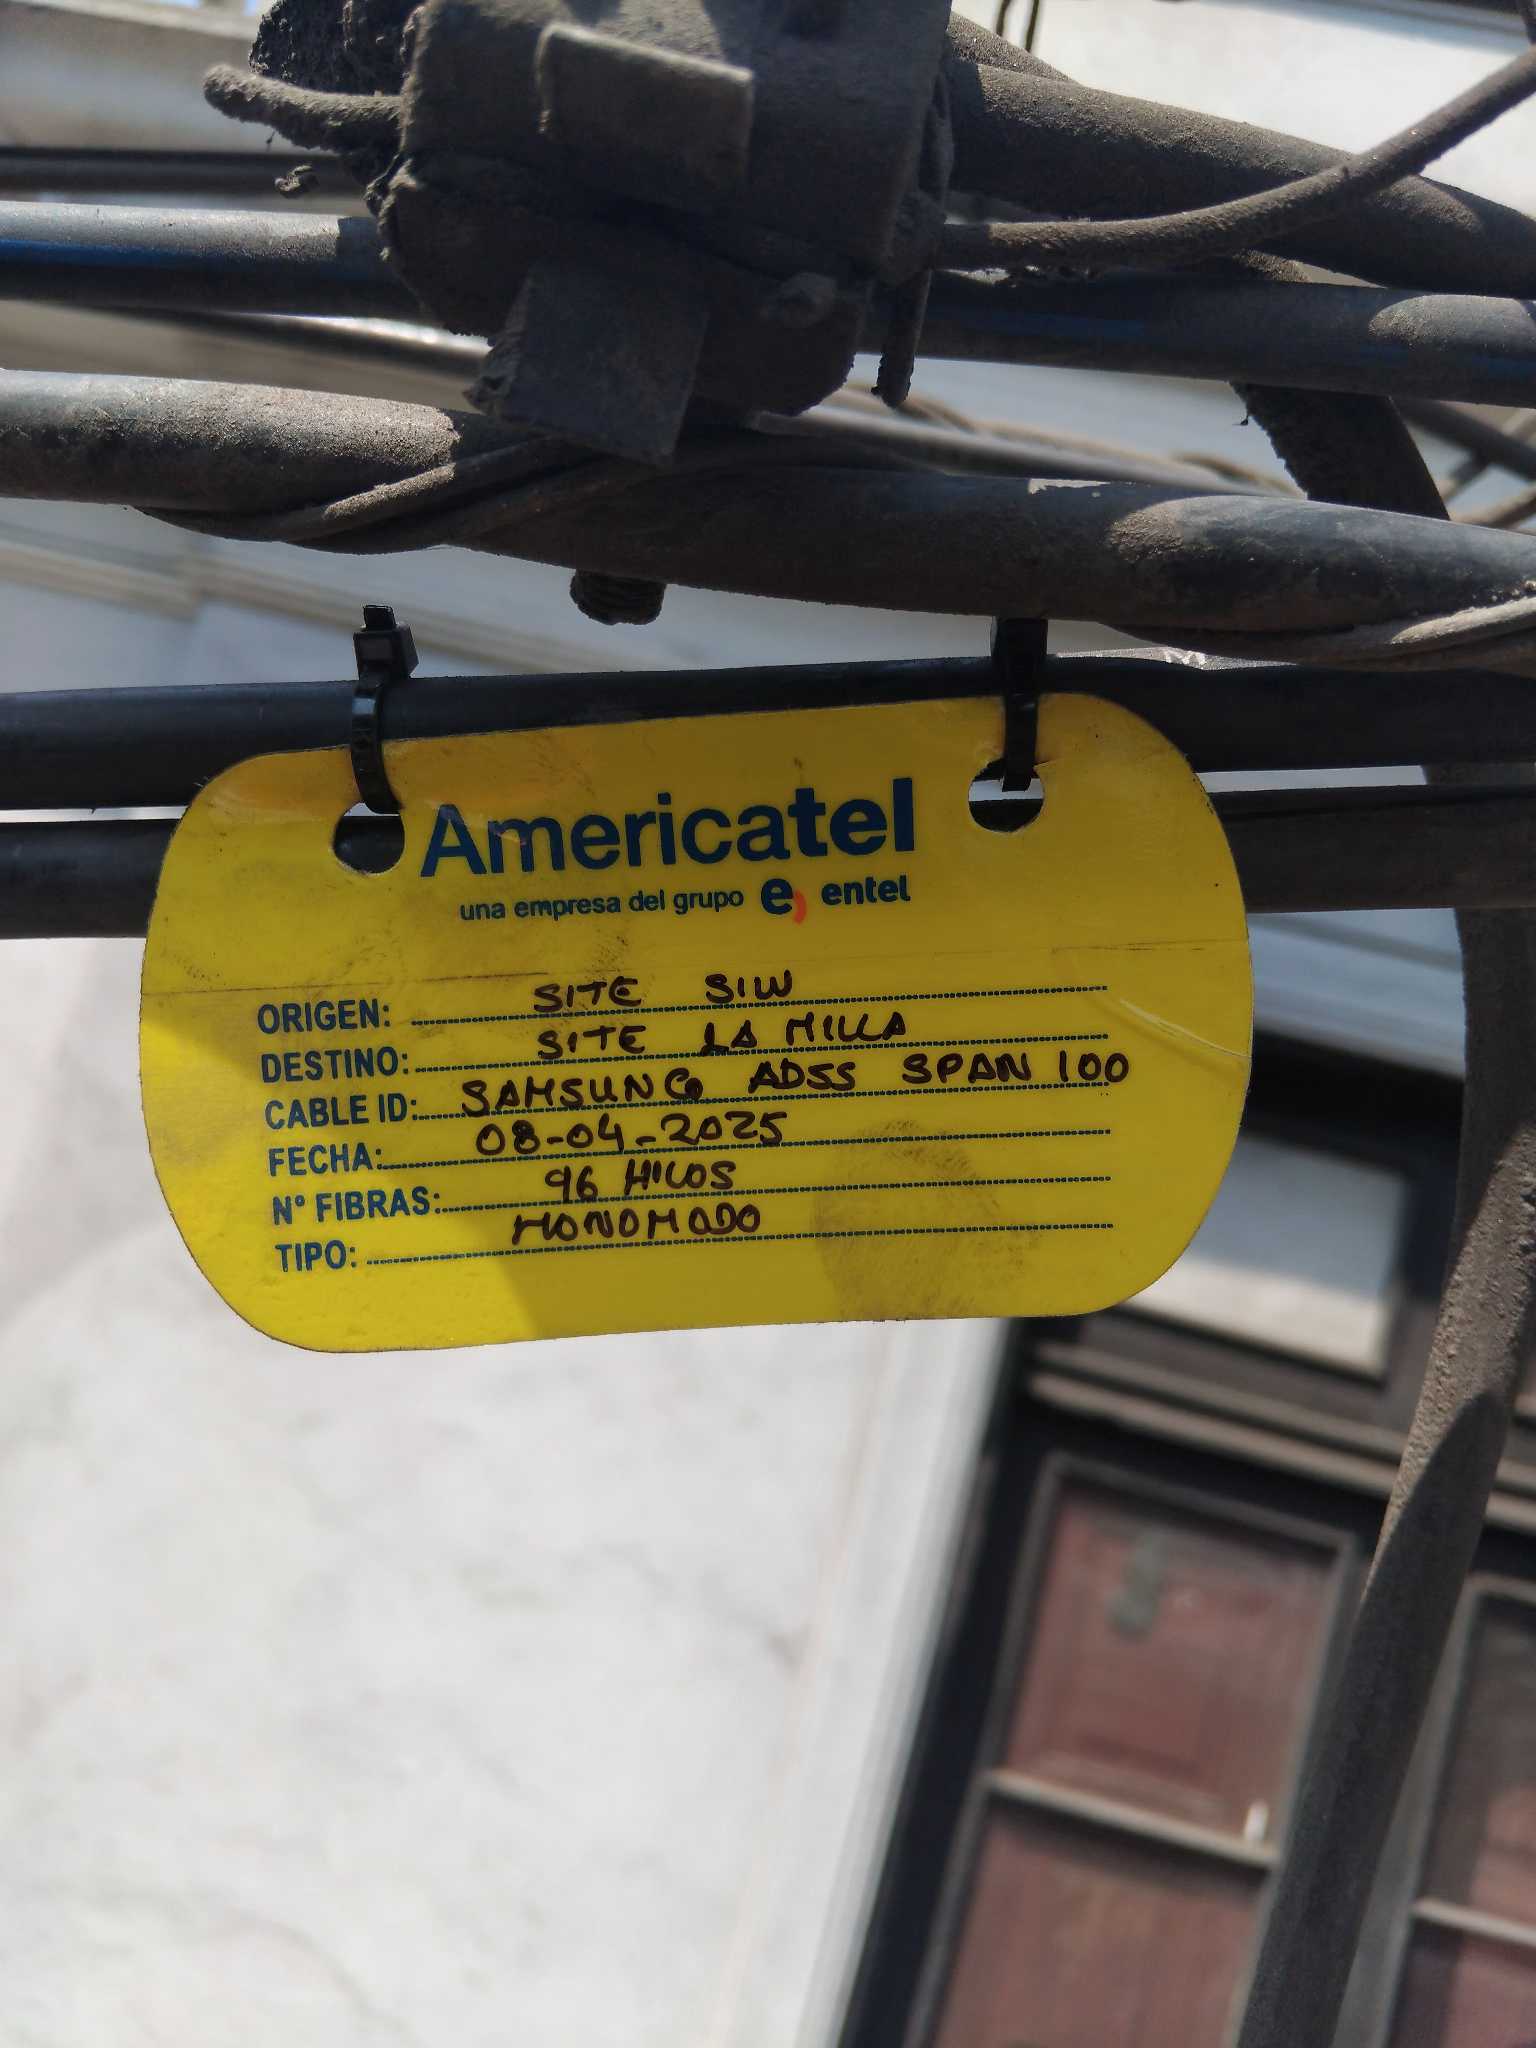 Americatel
una empresa del grupo e) entel
ORIGEN: SITE SIW
DESTINO: SITE LA MILLA
CABLE ID: SAMSUNG ADSS SPAN 100
FECHA: 08-04-2025
N° FIBRAS: 96 HILOS
TIPO: MONOMODO